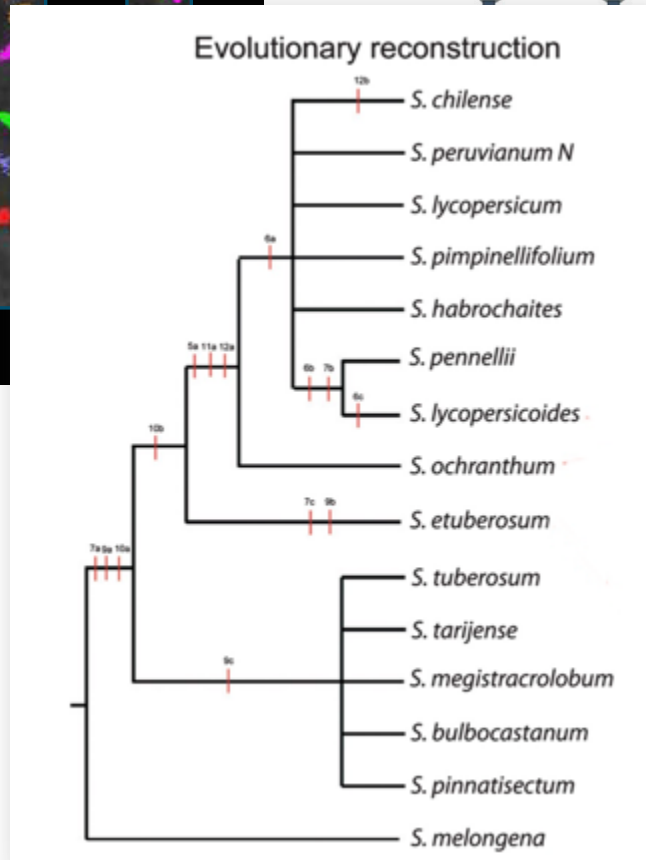 Evolutionary reconstruction
12b
S. chilense
S. peruvianum N
S. lycopersicum
6a
S. pimpinellifolium
S. habrochaites
5a 11a 12a
S. pennellii
6b 7b
6c
S. lycopersicoides
10b
S. ochranthum
7c 9b
S. etuberosum
7a 9a 10a
S. tuberosum
S. tarijense
9c
S. megistracrolobum
S. bulbocastanum
S. pinnatisectum
S. melongena